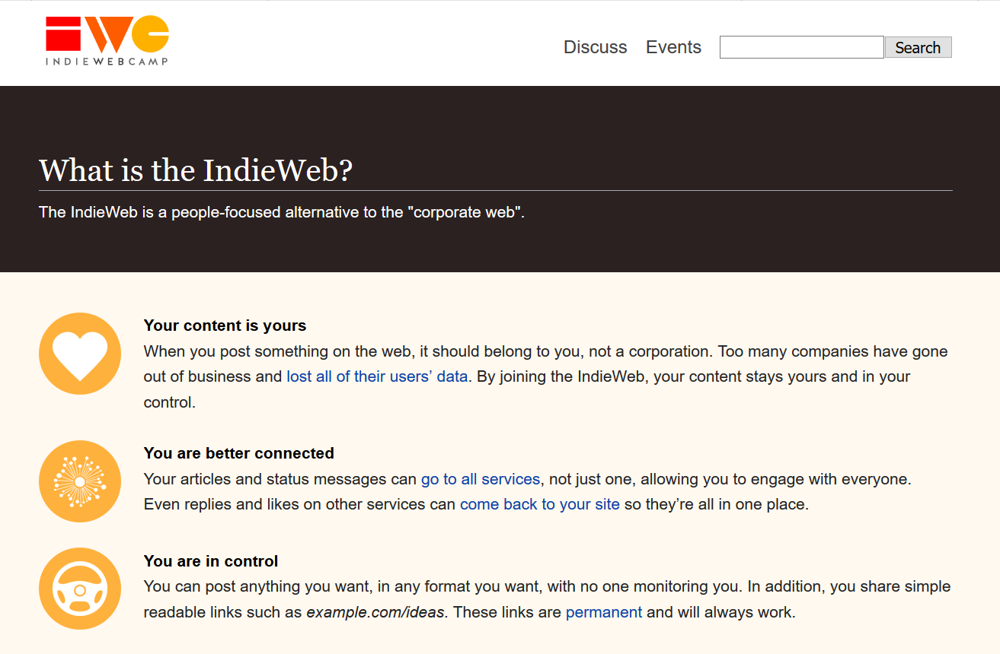 INDIEWEBCAMP
Discuss Events Search
What is the IndieWeb?
The IndieWeb is a people-focused alternative to the "corporate web".
Your content is yours
When you post something on the web, it should belong to you, not a corporation. Too many companies have gone
out of business and lost all of their users’ data. By joining the IndieWeb, your content stays yours and in your
control.
You are better connected
Your articles and status messages can go to all services, not just one, allowing you to engage with everyone.
Even replies and likes on other services can come back to your site so they’re all in one place.
You are in control
You can post anything you want, in any format you want, with no one monitoring you. In addition, you share simple
readable links such as example.com/ideas. These links are permanent and will always work.